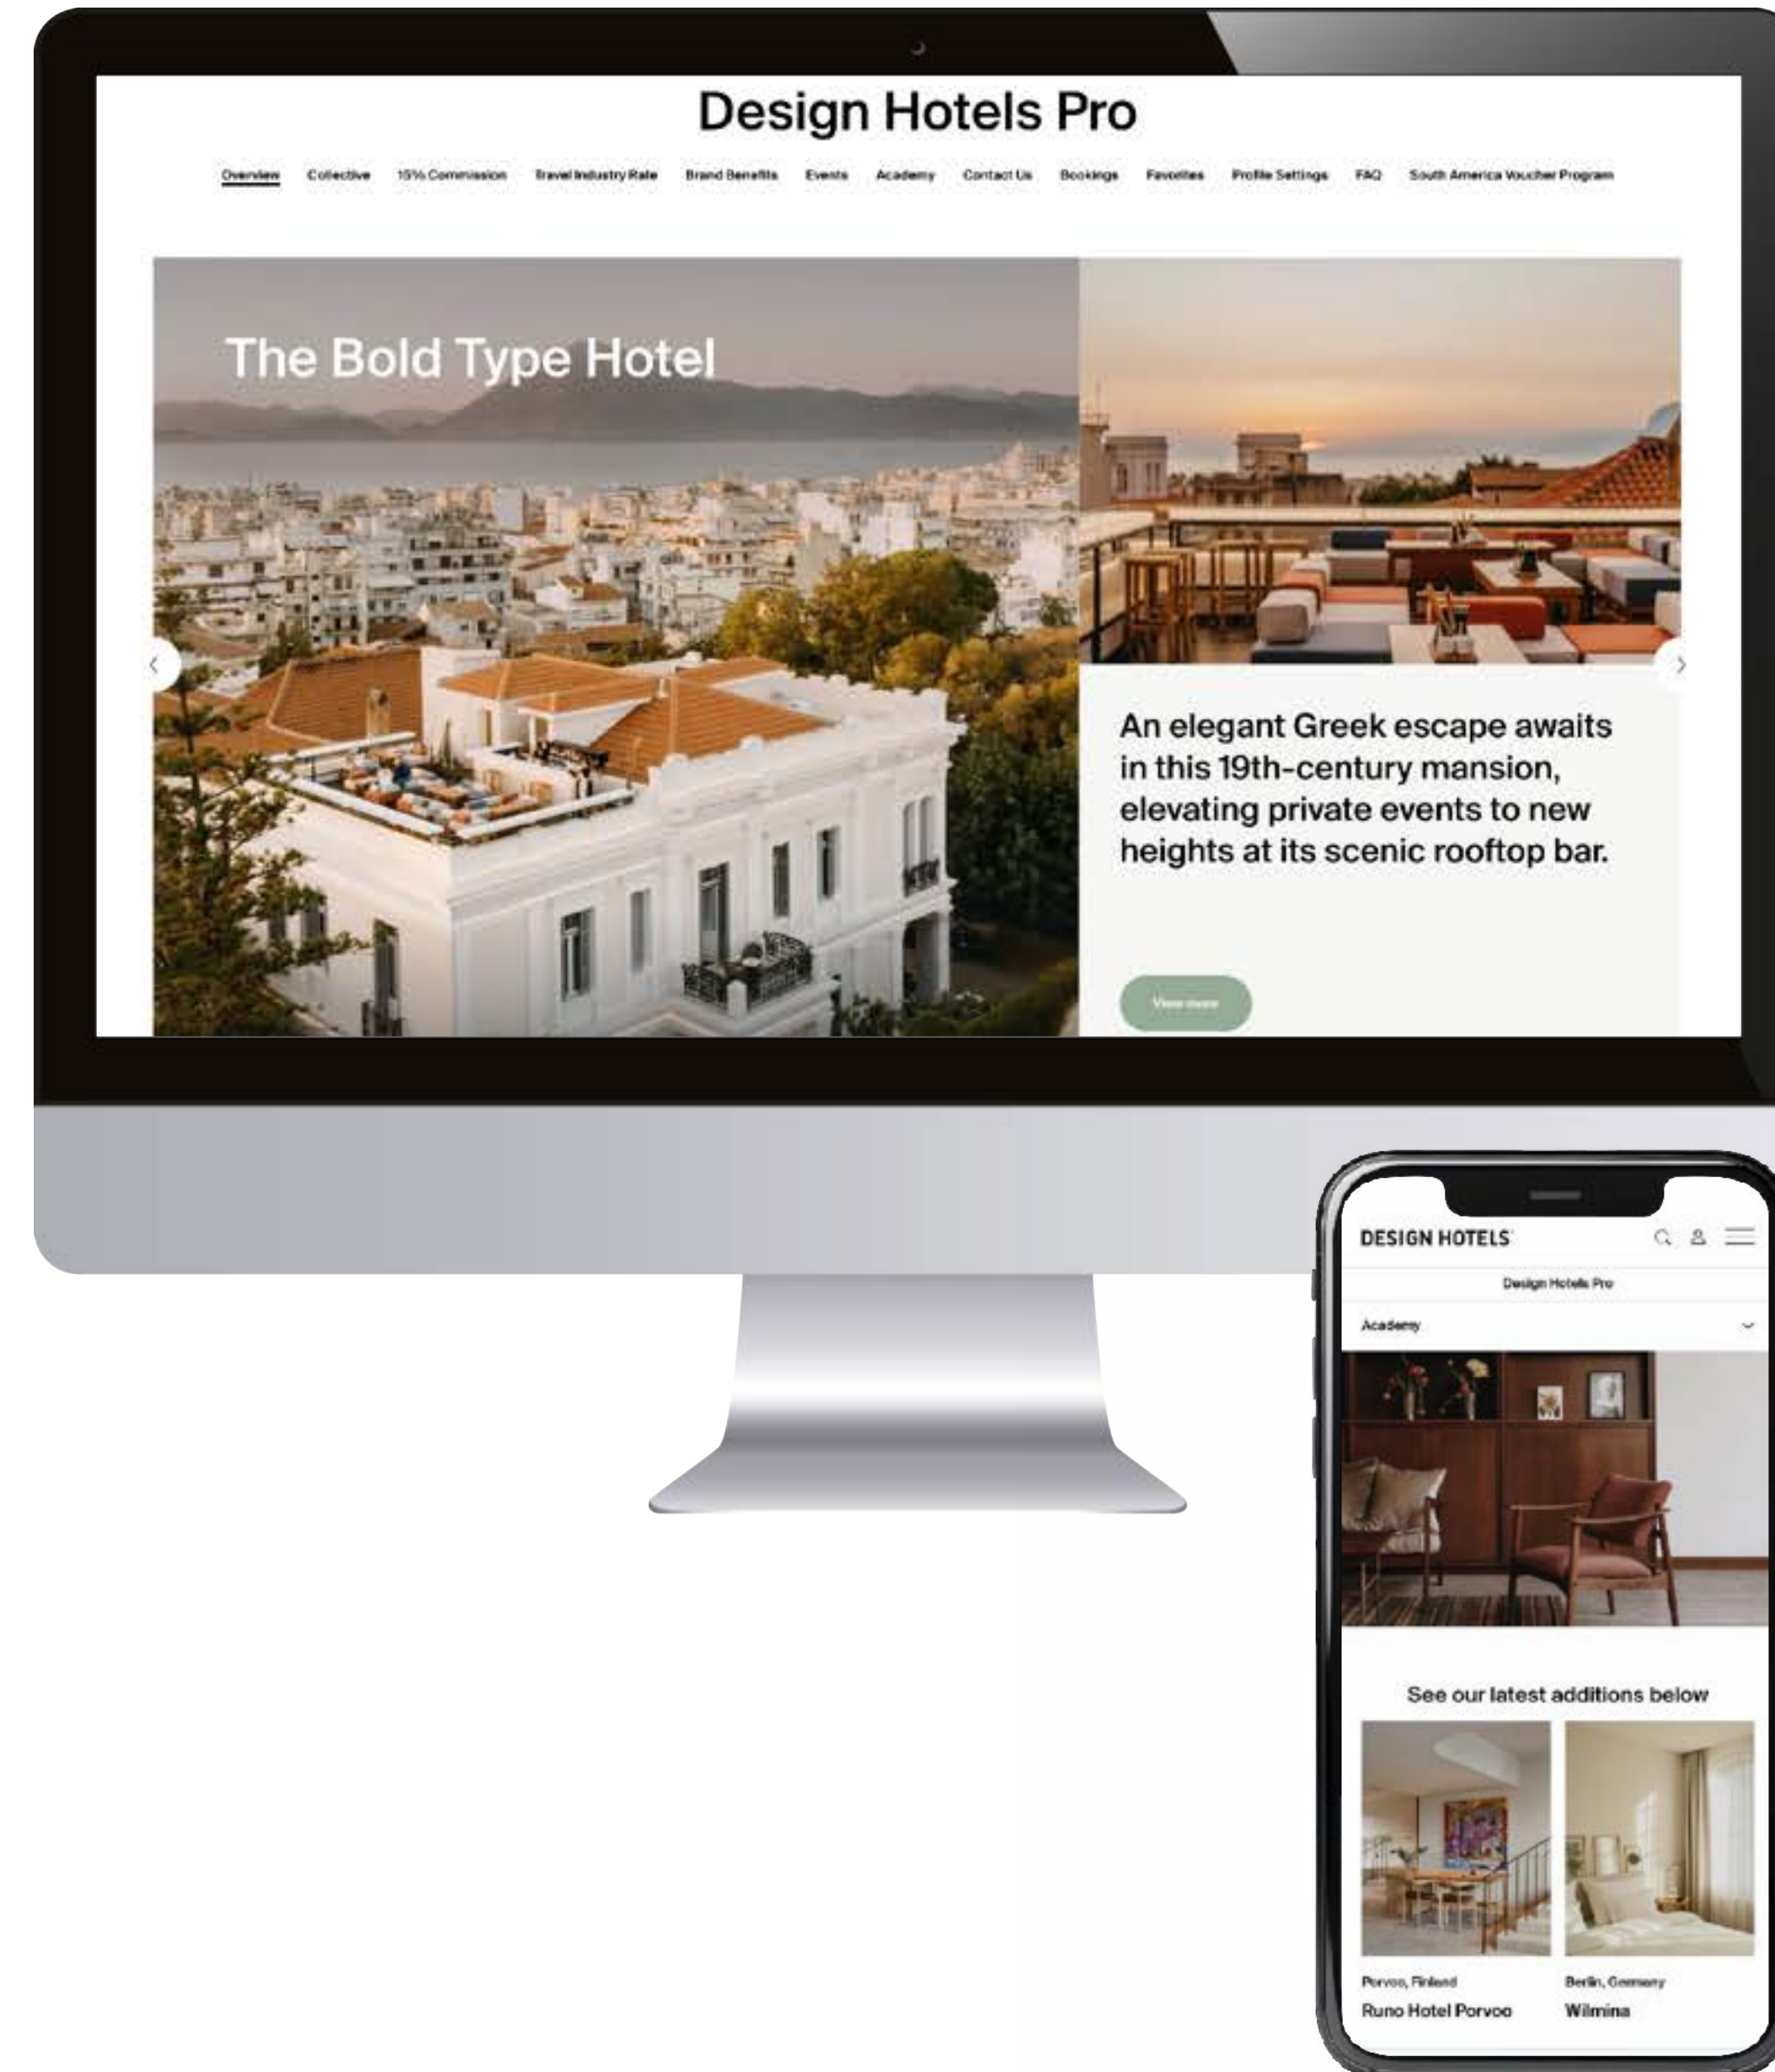 Design Hotels Pro
Overview Collective 15% Commission Travel Industry Rate Brand Benefits Events Academy Contact Us Bookings Favorites Profile Settings FAQ South America Voucher Program
The Bold Type Hotel
An elegant Greek escape awaits
in this 19th-century mansion,
elevating private events to new
heights at its scenic rooftop bar.
View more
DESIGN HOTELS
Design Hotels Pro
Academy
See our latest additions below
Porvoo, Finland
Runo Hotel Porvoo
Berlin, Germany
Wilmina